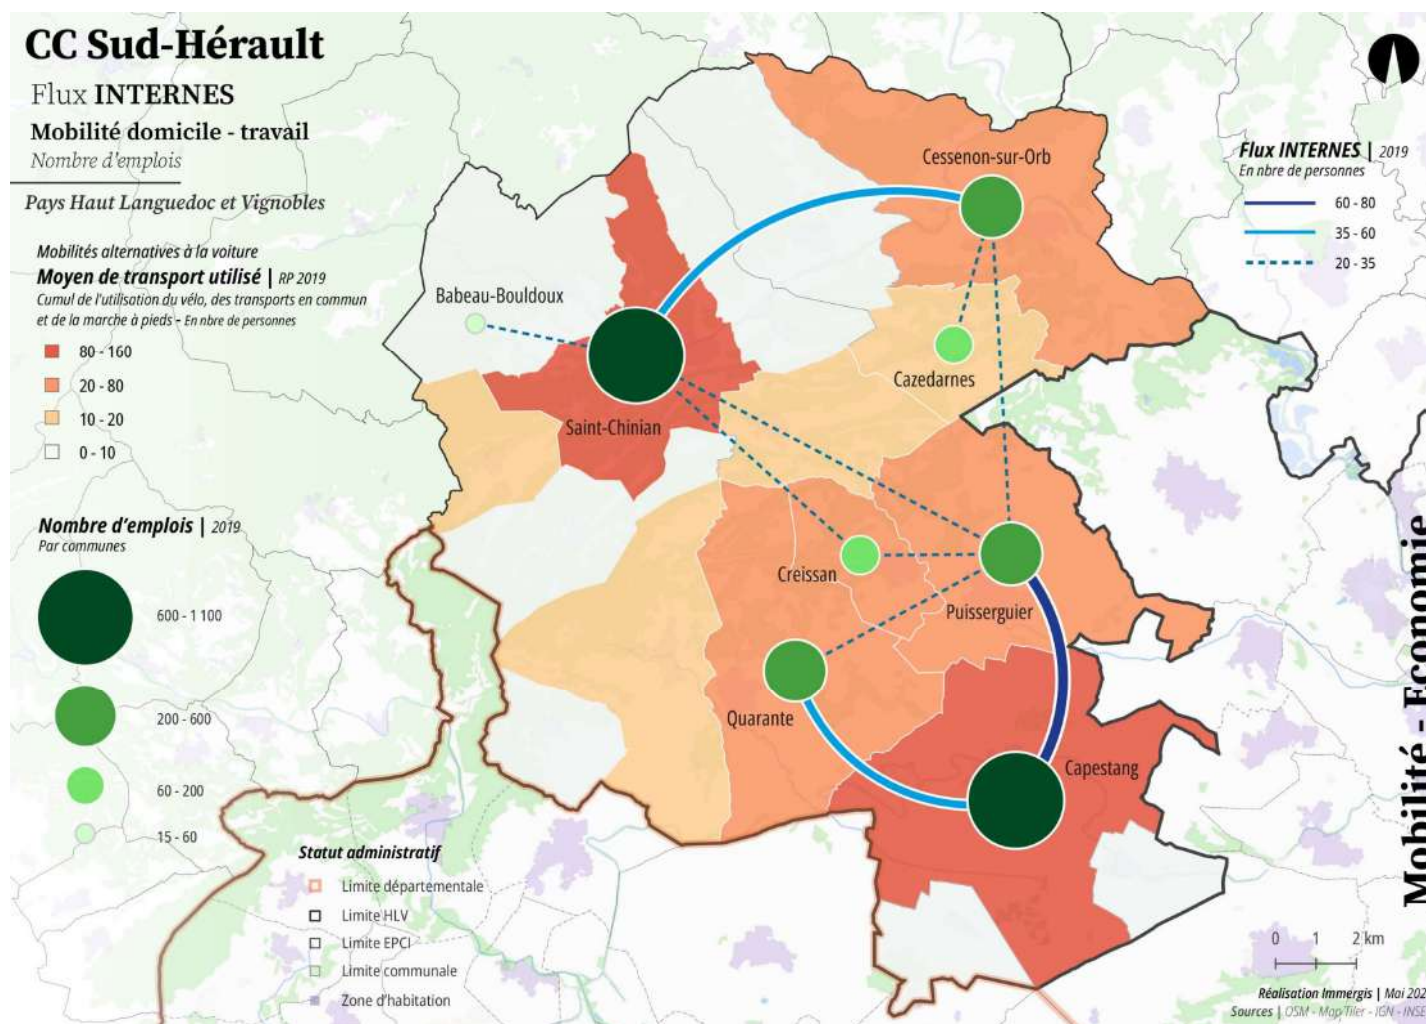 CC Sud-Hérault
Flux INTERNES
Mobilité domicile - travail
Nombre d'emplois
Pays Haut Languedoc et Vignobles
Mobilités alternatives à la voiture
Moyen de transport utilisé | RP 2019
Cumul de l'utilisation du vélo, des transports en commun
et de la marche à pieds - En nbre de personnes
80 - 160
20 - 80
10 - 20
0 - 10
Nombre d'emplois | 2019
Par communes
600 - 1 100
200 - 600
60 - 200
15 - 60
Statut administratif
Limite départementale
Limite HLV
Limite EPCI
Limite communale
Zone d'habitation
Cessenon-sur-Orb
Babeau-Bouldoux
Cazedarnes
Saint-Chinian
Creissan
Puisserguier
Quarante
Capestang
Flux INTERNES | 2019
En nbre de personnes
60 - 80
35 - 60
20 - 35
Mobilité - Economie
0 1 2 km
Réalisation Immergis | Mai 202
Sources | OSM - MapTiler - IGN - INSE